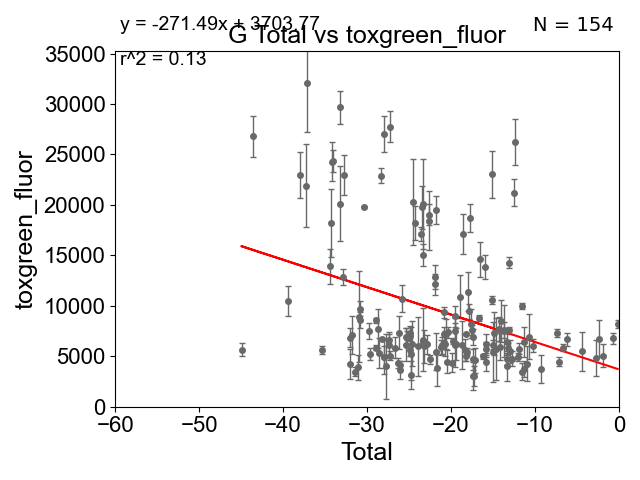 y = -271.49x + 3703.77
N = 154
G Total vs toxgreen_fluor
r^2 = 0.13
35000
30000
25000
20000
15000
10000
5000
0
toxgreen_fluor
−60 −50 −40 −30 −20 −10 0
Total